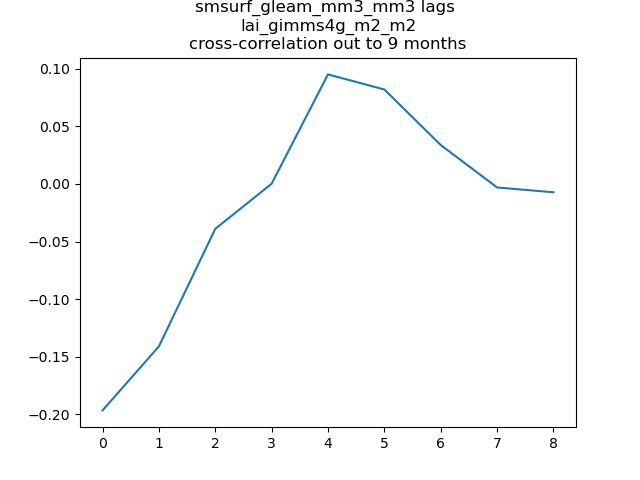 smsurf_gleam_mm3_mm3 lags
lai_gimms4g_m2_m2
cross-correlation out to 9 months
0.10
0.05
0.00
−0.05
−0.10
−0.15
−0.20
0 1 2 3 4 5 6 7 8